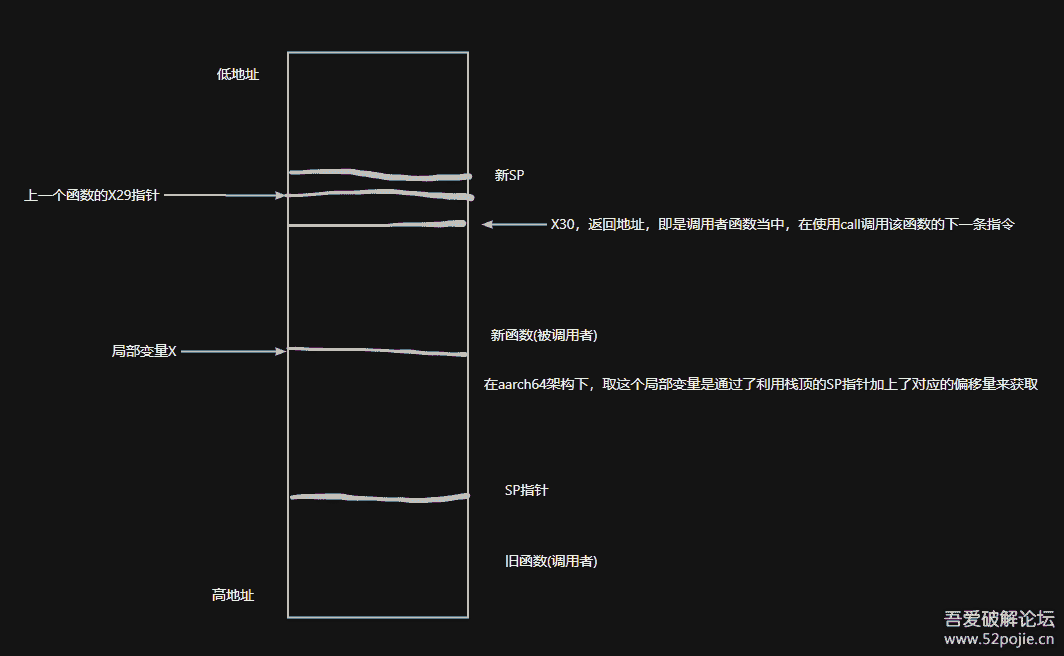 低地址
新SP
上一个函数的X29指针
X30，返回地址，即是调用者函数当中，在使用call调用该函数的下一条指令
新函数(被调用者)
局部变量X
在aarch64架构下，取这个局部变量是通过了利用栈顶的SP指针加上了对应的偏移量来获取
SP指针
旧函数(调用者)
高地址
吾爱破解论坛
www.52pojie.cn